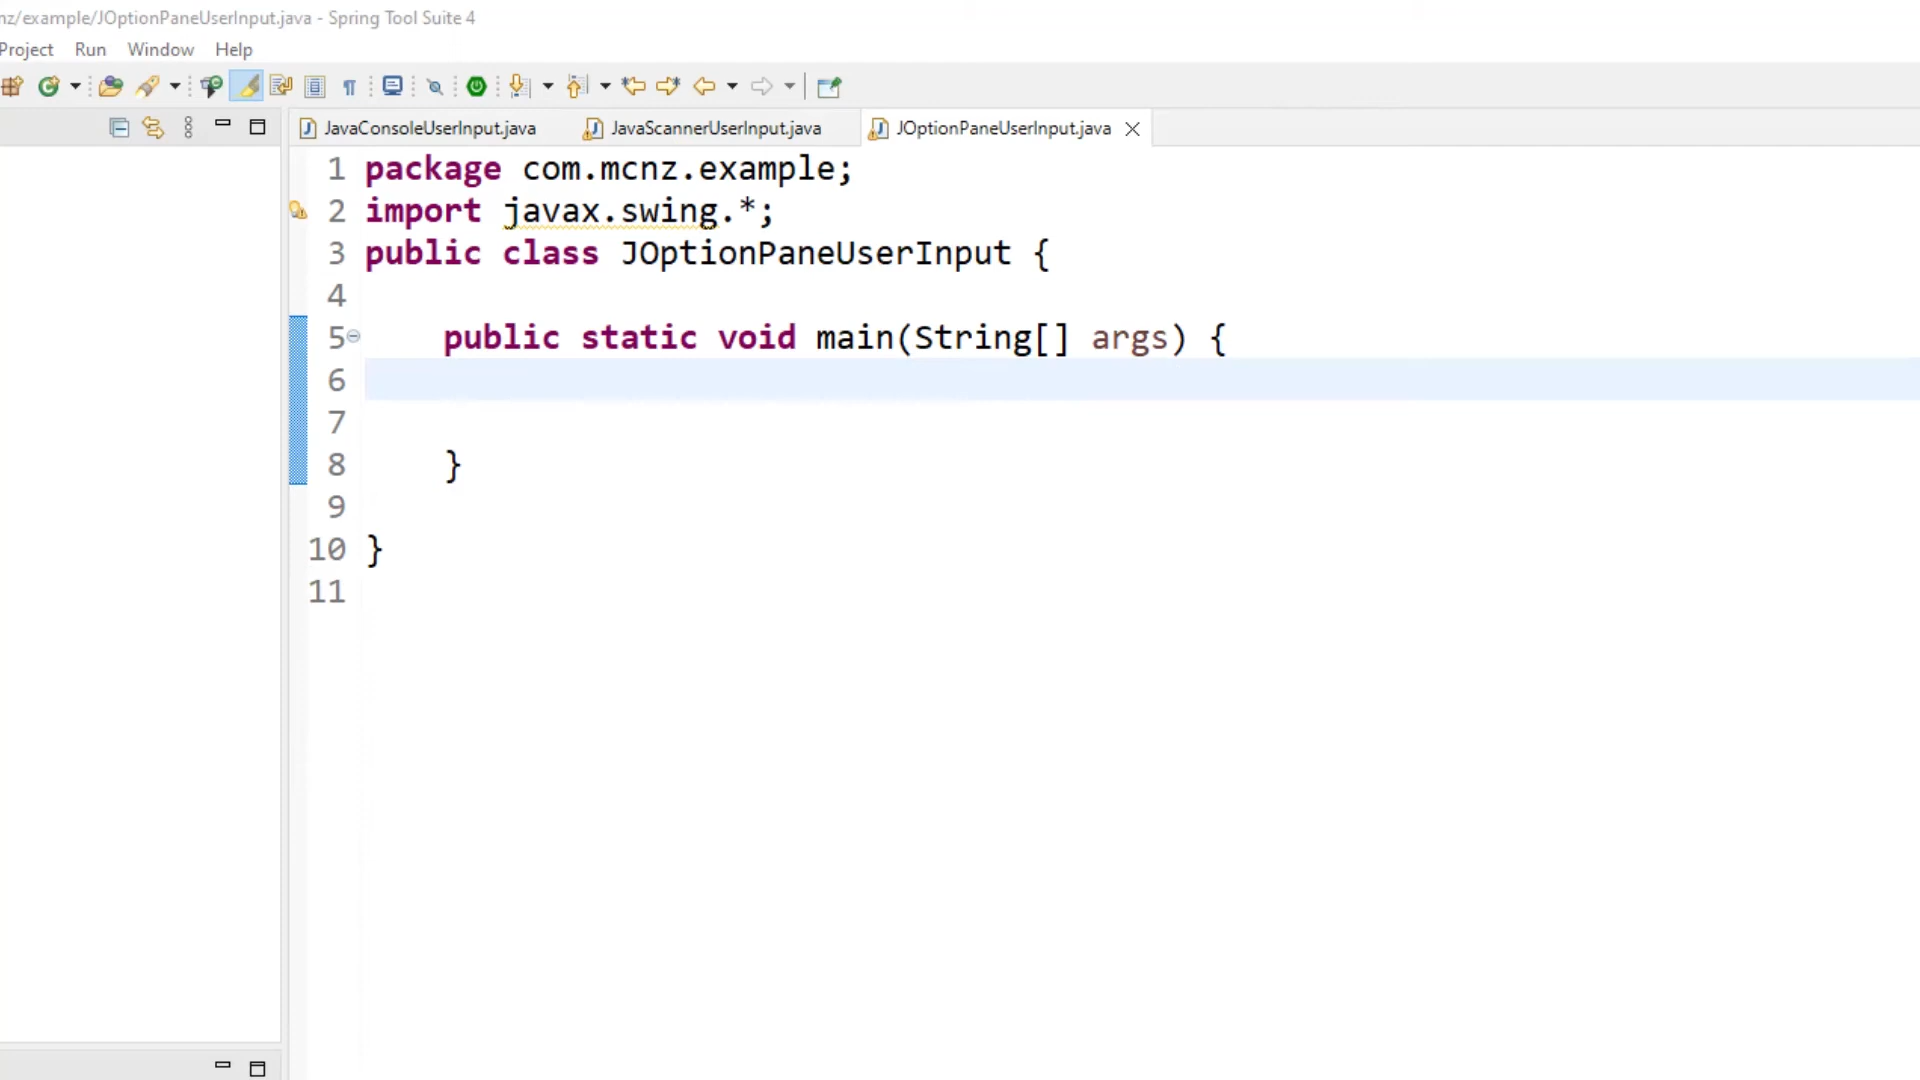 nz/example/JOptionPaneUserInput.java - Spring Tool Suite 4
Project Run Window Help
JavaConsoleUserInput.java JavaScannerUserInput.java JOptionPaneUserInput.java
1 package com.mcnz.example;
2 import javax.swing.*;
3 public class JOptionPaneUserInput {
4
5 public static void main(String[] args) {
6
7
8 }
9
10 }
11